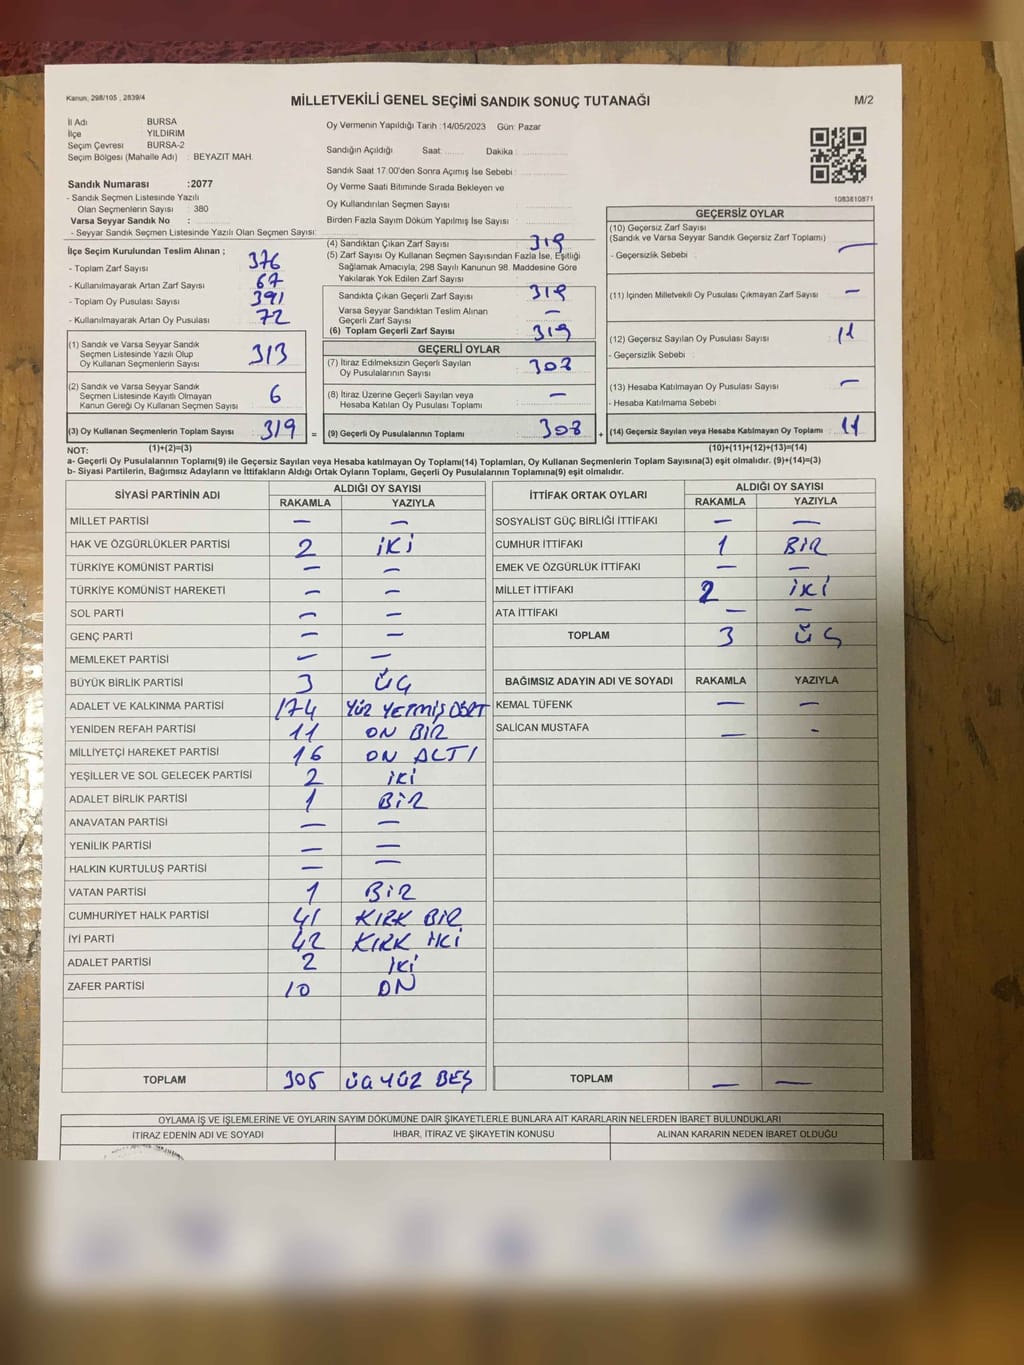 Kanun, 298/105 , 2839/4
MİLLETVEKİLİ GENEL SEÇİMİ SANDIK SONUÇ TUTANAĞI
M/2
İl Adı : BURSA
İlçe : YILDIRIM
Seçim Çevresi : BURSA-2
Seçim Bölgesi (Mahalle Adı) : BEYAZIT MAH.
Sandık Numarası :2077
- Sandık Seçmen Listesinde Yazılı
Olan Seçmenlerin Sayısı : 380
Varsa Seyyar Sandık No :
- Seyyar Seçmen Listesinde Yazılı Olan Seçmen Sayısı:
Oy Vermenin Yapıldığı Tarih :14/05/2023 Gün: Pazar
Sandığın Açıldığı Saat:........ Dakika :
Sandık Saat 17.00'den Sonra Açımış İse Sebebi :
Oy Verme Saati Bitiminde Sırada Bekleyen ve
Oy Kullandırılan Seçmen Sayısı :
Birden Fazla Sayım Döküm Yapılmış İse Sayısı :
1083810871
İlçe Seçim Kurulundan Teslim Alınan ;
- Toplam Zarf Sayısı : 376
- Kullanılmayarak Artan Zarf Sayısı : 67
- Toplam Oy Pusulası Sayısı : 391
- Kullanılmayarak Artan Oy Pusulası : 72
(4) Sandıktan Çıkan Zarf Sayısı : 319
(5) Zarf Sayısı Oy Kullanan Seçmen Sayısından Fazla İse, Eşitliği
Sağlamak Amacıyla; 298 Sayılı Kanunun 98. Maddesine Göre
Yakılarak Yok Edilen Zarf Sayısı :
Sandıkta Çıkan Geçerli Zarf Sayısı : 319
Varsa Seyyar Sandıktan Teslim Alınan
Geçerli Zarf Sayısı : —
(6) Toplam Geçerli Zarf Sayısı : 319
GEÇERSİZ OYLAR
(10) Geçersiz Zarf Sayısı
(Sandık ve Varsa Seyyar Sandık Geçersiz Zarf Toplamı) : —
- Geçersizlik Sebebi :
(11) İçinden Milletvekili Oy Pusulası Çıkmayan Zarf Sayısı : —
(12) Geçersiz Sayılan Oy Pusulası Sayısı : 11
- Geçersizlik Sebebi :
(13) Hesaba Katılmayan Oy Pusulası Sayısı : —
- Hesaba Katılmama Sebebi :
(14) Geçersiz Sayılan veya Hesaba Katılmayan Oy Toplamı : 11
(10)+(11)+(12)+(13)=(14)
(1) Sandık ve Varsa Seyyar Sandık
Seçmen Listesinde Yazılı Olup
Oy Kullanan Seçmenlerin Sayısı : 313
(2) Sandık ve Varsa Seyyar Sandık
Seçmen Listesinde Kayıtlı Olmayan
Kanun Gereği Oy Kullanan Seçmen Sayısı : 6
(3) Oy Kullanan Seçmenlerin Toplam Sayısı : 319
GEÇERLİ OYLAR
(7) İtiraz Edilmeksizin Geçerli Sayılan
Oy Pusulalarının Sayısı : 308
(8) İtiraz Üzerine Geçerli Sayılan veya
Hesaba Katılan Oy Pusulası Toplamı : —
= (9) Geçerli Oy Pusulalarının Toplamı : 308 +
NOT: (1)+(2)=(3)
a- Geçerli Oy Pusulaları Toplamı(9) ile Geçersiz Sayılan veya Hesaba katılmayan Oy Toplamı(14) Toplamları, Oy Kullanan Seçmenlerin Toplam Sayısına(3) eşit olmalıdır. (9)+(14)=(3)
b- Siyasi Partilerin, Bağımsız Adayların ve İttifakların Aldığı Ortak Oyların Toplamı, Geçerli Oy Pusulalarının Toplamına(9) eşit olmalıdır.
SİYASİ PARTİNİN ADI ALDIĞI OY SAYISI
RAKAMLA YAZIYLA
MİLLET PARTİSİ — —
HAK VE ÖZGÜRLÜKLER PARTİSİ 2 İKİ
TÜRKİYE KOMÜNİST PARTİSİ — —
TÜRKİYE KOMÜNİST HAREKETİ — —
SOL PARTİ — —
GENÇ PARTİ — —
MEMLEKET PARTİSİ — —
BÜYÜK BİRLİK PARTİSİ 3 ÜÇ
ADALET VE KALKINMA PARTİSİ 174 YÜZ YETMİŞ DÖRT
YENİDEN REFAH PARTİSİ 11 ON BİR
MİLLİYETÇİ HAREKET PARTİSİ 16 ON ALTI
YEŞİLLER VE SOL GELECEK PARTİSİ 2 İKİ
ADALET BİRLİK PARTİSİ 1 BİR
ANAVATAN PARTİSİ — —
YENİLİK PARTİSİ — —
HALKIN KURTULUŞ PARTİSİ — —
VATAN PARTİSİ 1 BİR
CUMHURİYET HALK PARTİSİ 41 KIRK BİR
İYİ PARTİ 42 KIRK İKİ
ADALET PARTİSİ 2 İKİ
ZAFER PARTİSİ 10 ON
TOPLAM 305 ÜÇ YÜZ BEŞ
İTTİFAK ORTAK OYLARI ALDIĞI OY SAYISI
RAKAMLA YAZIYLA
SOSYALİST GÜÇ BİRLİĞİ İTTİFAKI — —
CUMHUR İTTİFAKI 1 BİR
EMEK VE ÖZGÜRLÜK İTTİFAKI — —
MİLLET İTTİFAKI 2 İKİ
ATA İTTİFAKI — —
TOPLAM 3 ÜÇ
BAĞIMSIZ ADAYIN ADI VE SOYADI RAKAMLA YAZIYLA
KEMAL TÜFENK — —
SALİCAN MUSTAFA — -
TOPLAM — —
OYLAMA İŞ VE İŞLEMLERİNE VE OYLARIN SAYIM DÖKÜMÜNE DAİR ŞİKAYETLERLE BUNLARA AİT KARARLARIN NELERDEN İBARET BULUNDUKLARI
İTİRAZ EDENİN ADI VE SOYADI İHBAR, İTİRAZ VE ŞİKAYETİN KONUSU ALINAN KARARIN NEDEN İBARET OLDUĞU